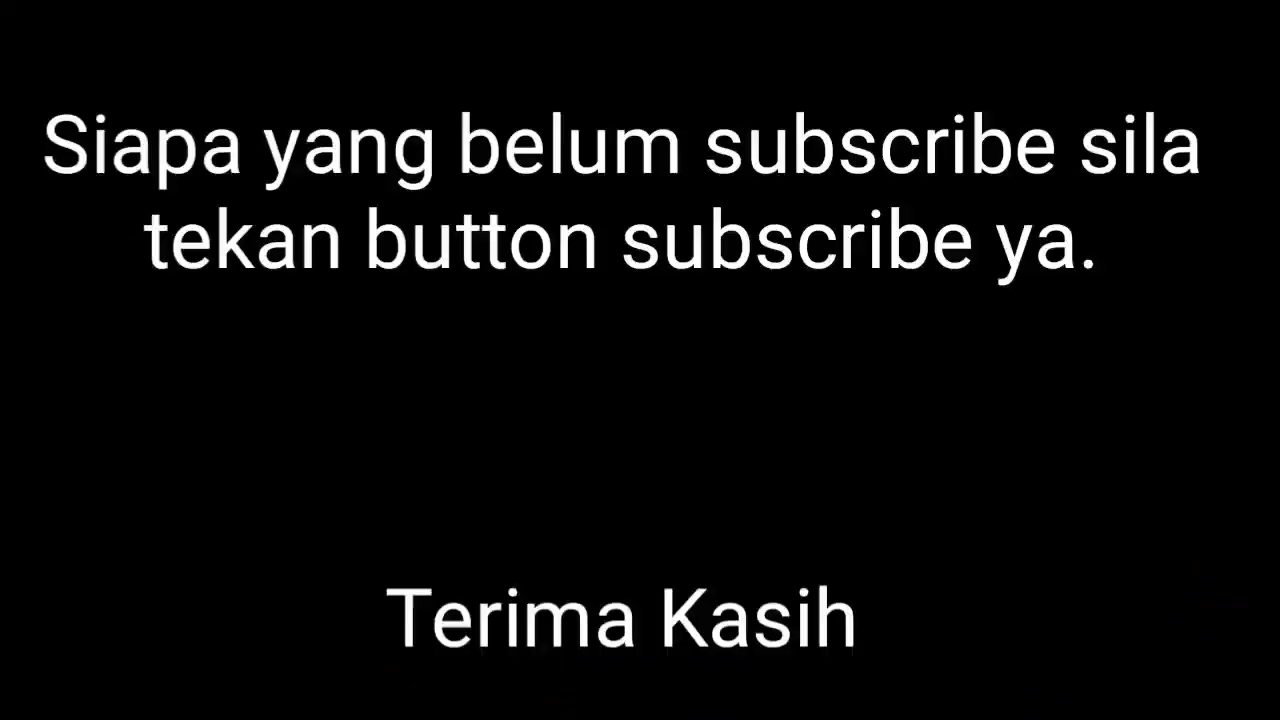 Siapa yang belum subscribe sila
tekan button subscribe ya.
Terima Kasih